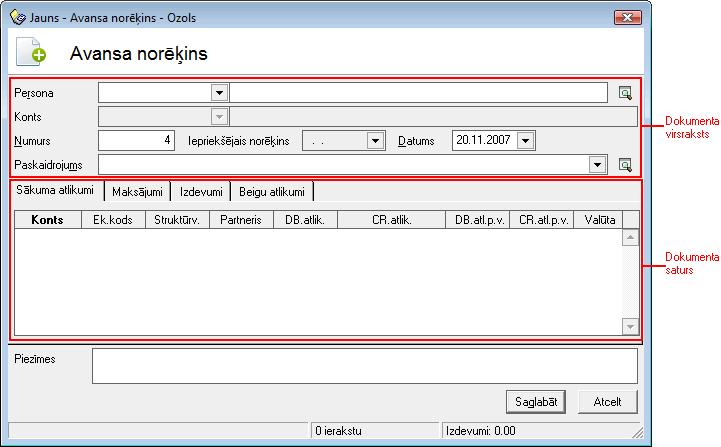 Jauns - Avansa norēķins - Ozols
Avansa norēķins
Persona
Konts
Numurs 4 Iepriekšējais norēķins . . Datums 20.11.2007
Paskaidrojums
Dokumenta
virsraksts
Sākuma atlikumi Maksājumi Izdevumi Beigu atlikumi
Konts Ek.kods Struktūrv. Partneris DB.atlik. CR.atlik. DB.atl.p.v. CR.atl.p.v. Valūta
Dokumenta
saturs
Piezīmes
Saglabāt Atcelt
0 ierakstu Izdevumi: 0.00